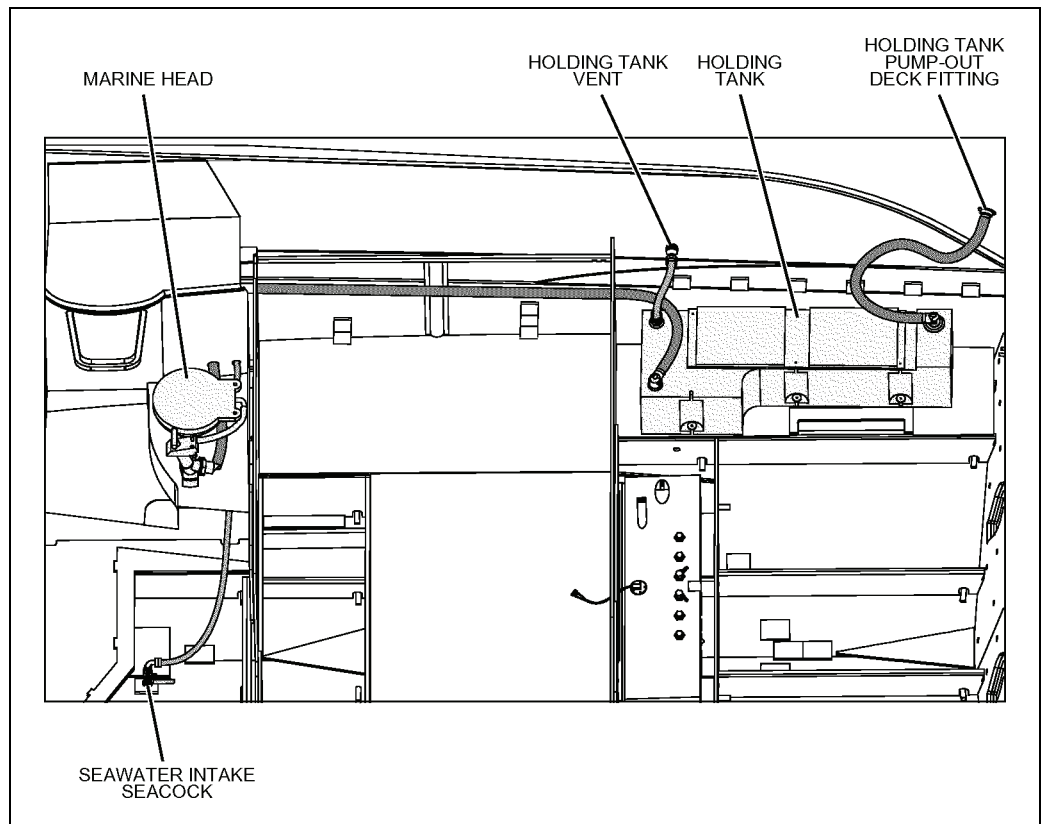 MARINE HEAD
HOLDING TANK
VENT
HOLDING
TANK
HOLDING TANK
PUMP-OUT
DECK FITTING
SEAWATER INTAKE
SEACOCK